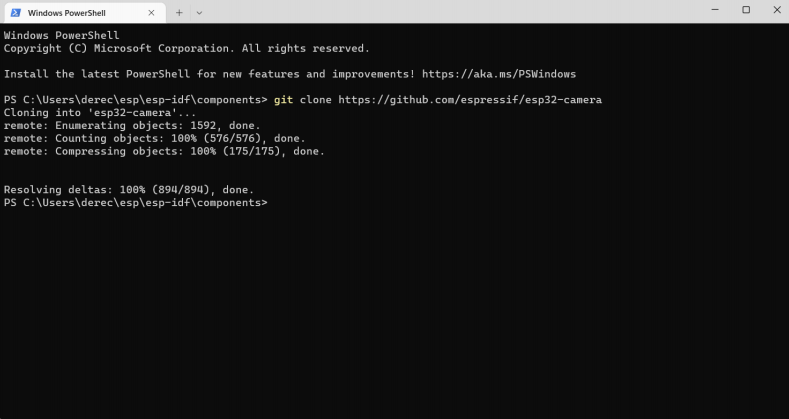 Windows PowerShell
Windows PowerShell
Copyright (C) Microsoft Corporation. All rights reserved.
Install the latest PowerShell for new features and improvements! https://aka.ms/PSWindows
PS C:\Users\derec\esp\esp-idf\components> git clone https://github.com/espressif/esp32-camera
Cloning into 'esp32-camera'...
remote: Enumerating objects: 1592, done.
remote: Counting objects: 100% (576/576), done.
remote: Compressing objects: 100% (175/175), done.
Resolving deltas: 100% (894/894), done.
PS C:\Users\derec\esp\esp-idf\components>